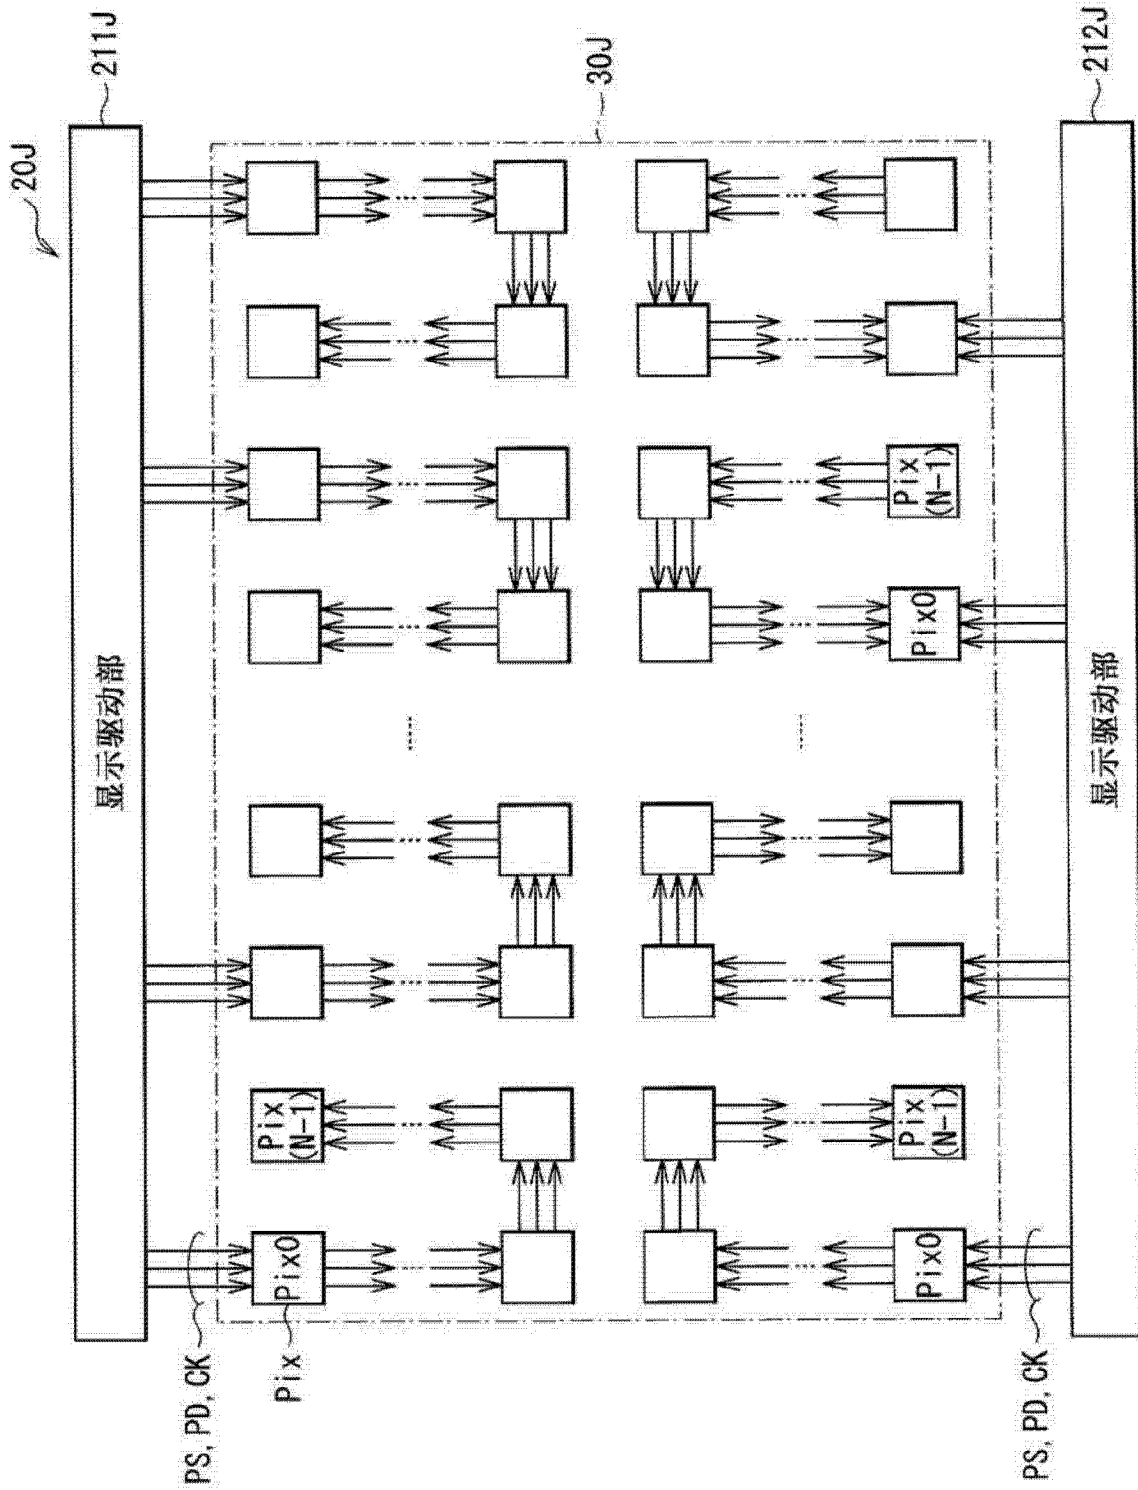 20J
211J
显示驱动部
30J
PS, PD, CK
Pix
Pix0
Pix
(N-1)
Pix0
Pix
(N-1)
Pix0
Pix
(N-1)
PS, PD, CK
显示驱动部
212J